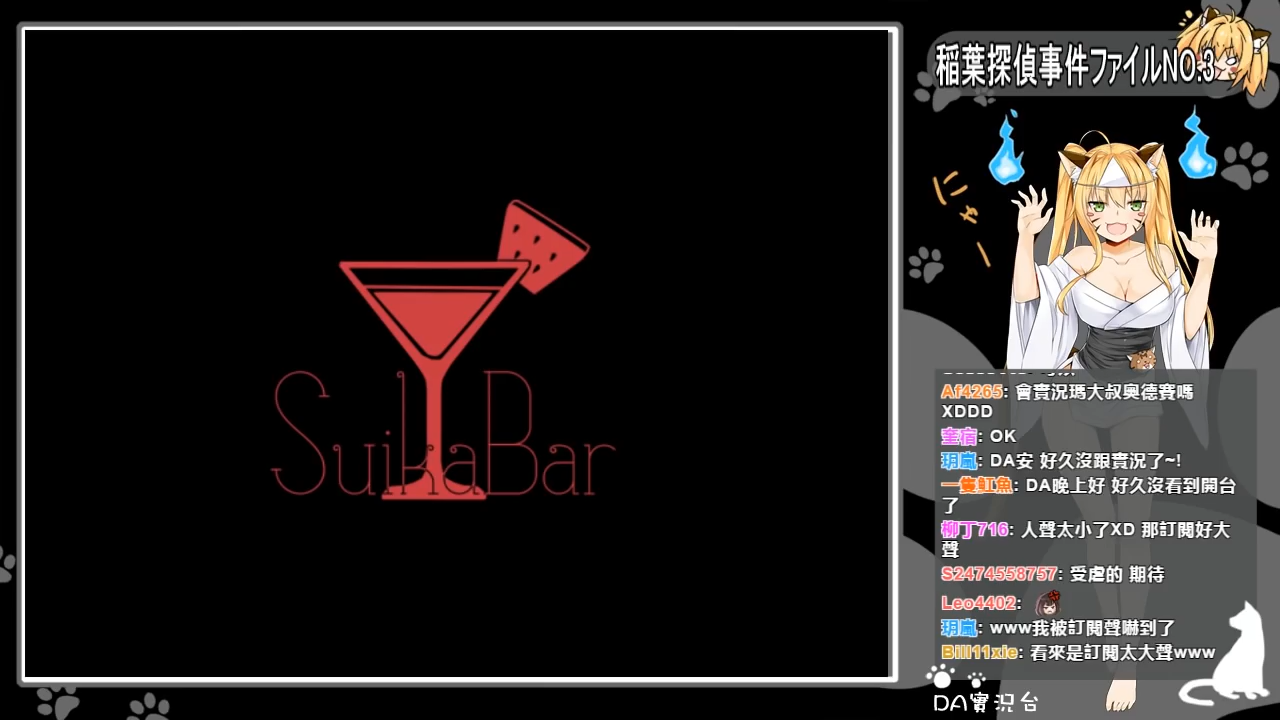 稲葉探偵事件ファイルNO.3
にゃー
SuikaBar
Af4265: 會實況瑪大叔奧德賽嗎
XDDD
奎宿: OK
玥嵐: DA安 好久沒跟實況了~!
一隻魟魚: DA晚上好 好久沒看到開台
了
柳丁716: 人聲太小了XD 那訂閱好大
聲
S2474558757: 受虐的 期待
Leo4402:
玥嵐: www我被訂閱聲嚇到了
Bill11xie: 看來是訂閱太大聲www
DA實況台